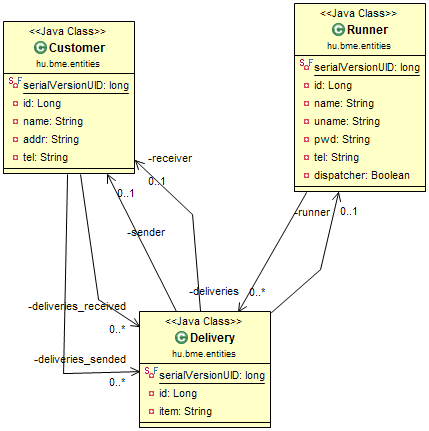 <<Java Class>>
Customer
hu.bme.entities
serialVersionUID: long
id: Long
name: String
addr: String
tel: String
<<Java Class>>
Runner
hu.bme.entities
serialVersionUID: long
id: Long
name: String
uname: String
pwd: String
tel: String
dispatcher: Boolean
-receiver
0..1
0..1
-sender
-runner
0..1
-deliveries
0..*
-deliveries_received
0..*
-deliveries_sended
0..*
<<Java Class>>
Delivery
hu.bme.entities
serialVersionUID: long
id: Long
item: String